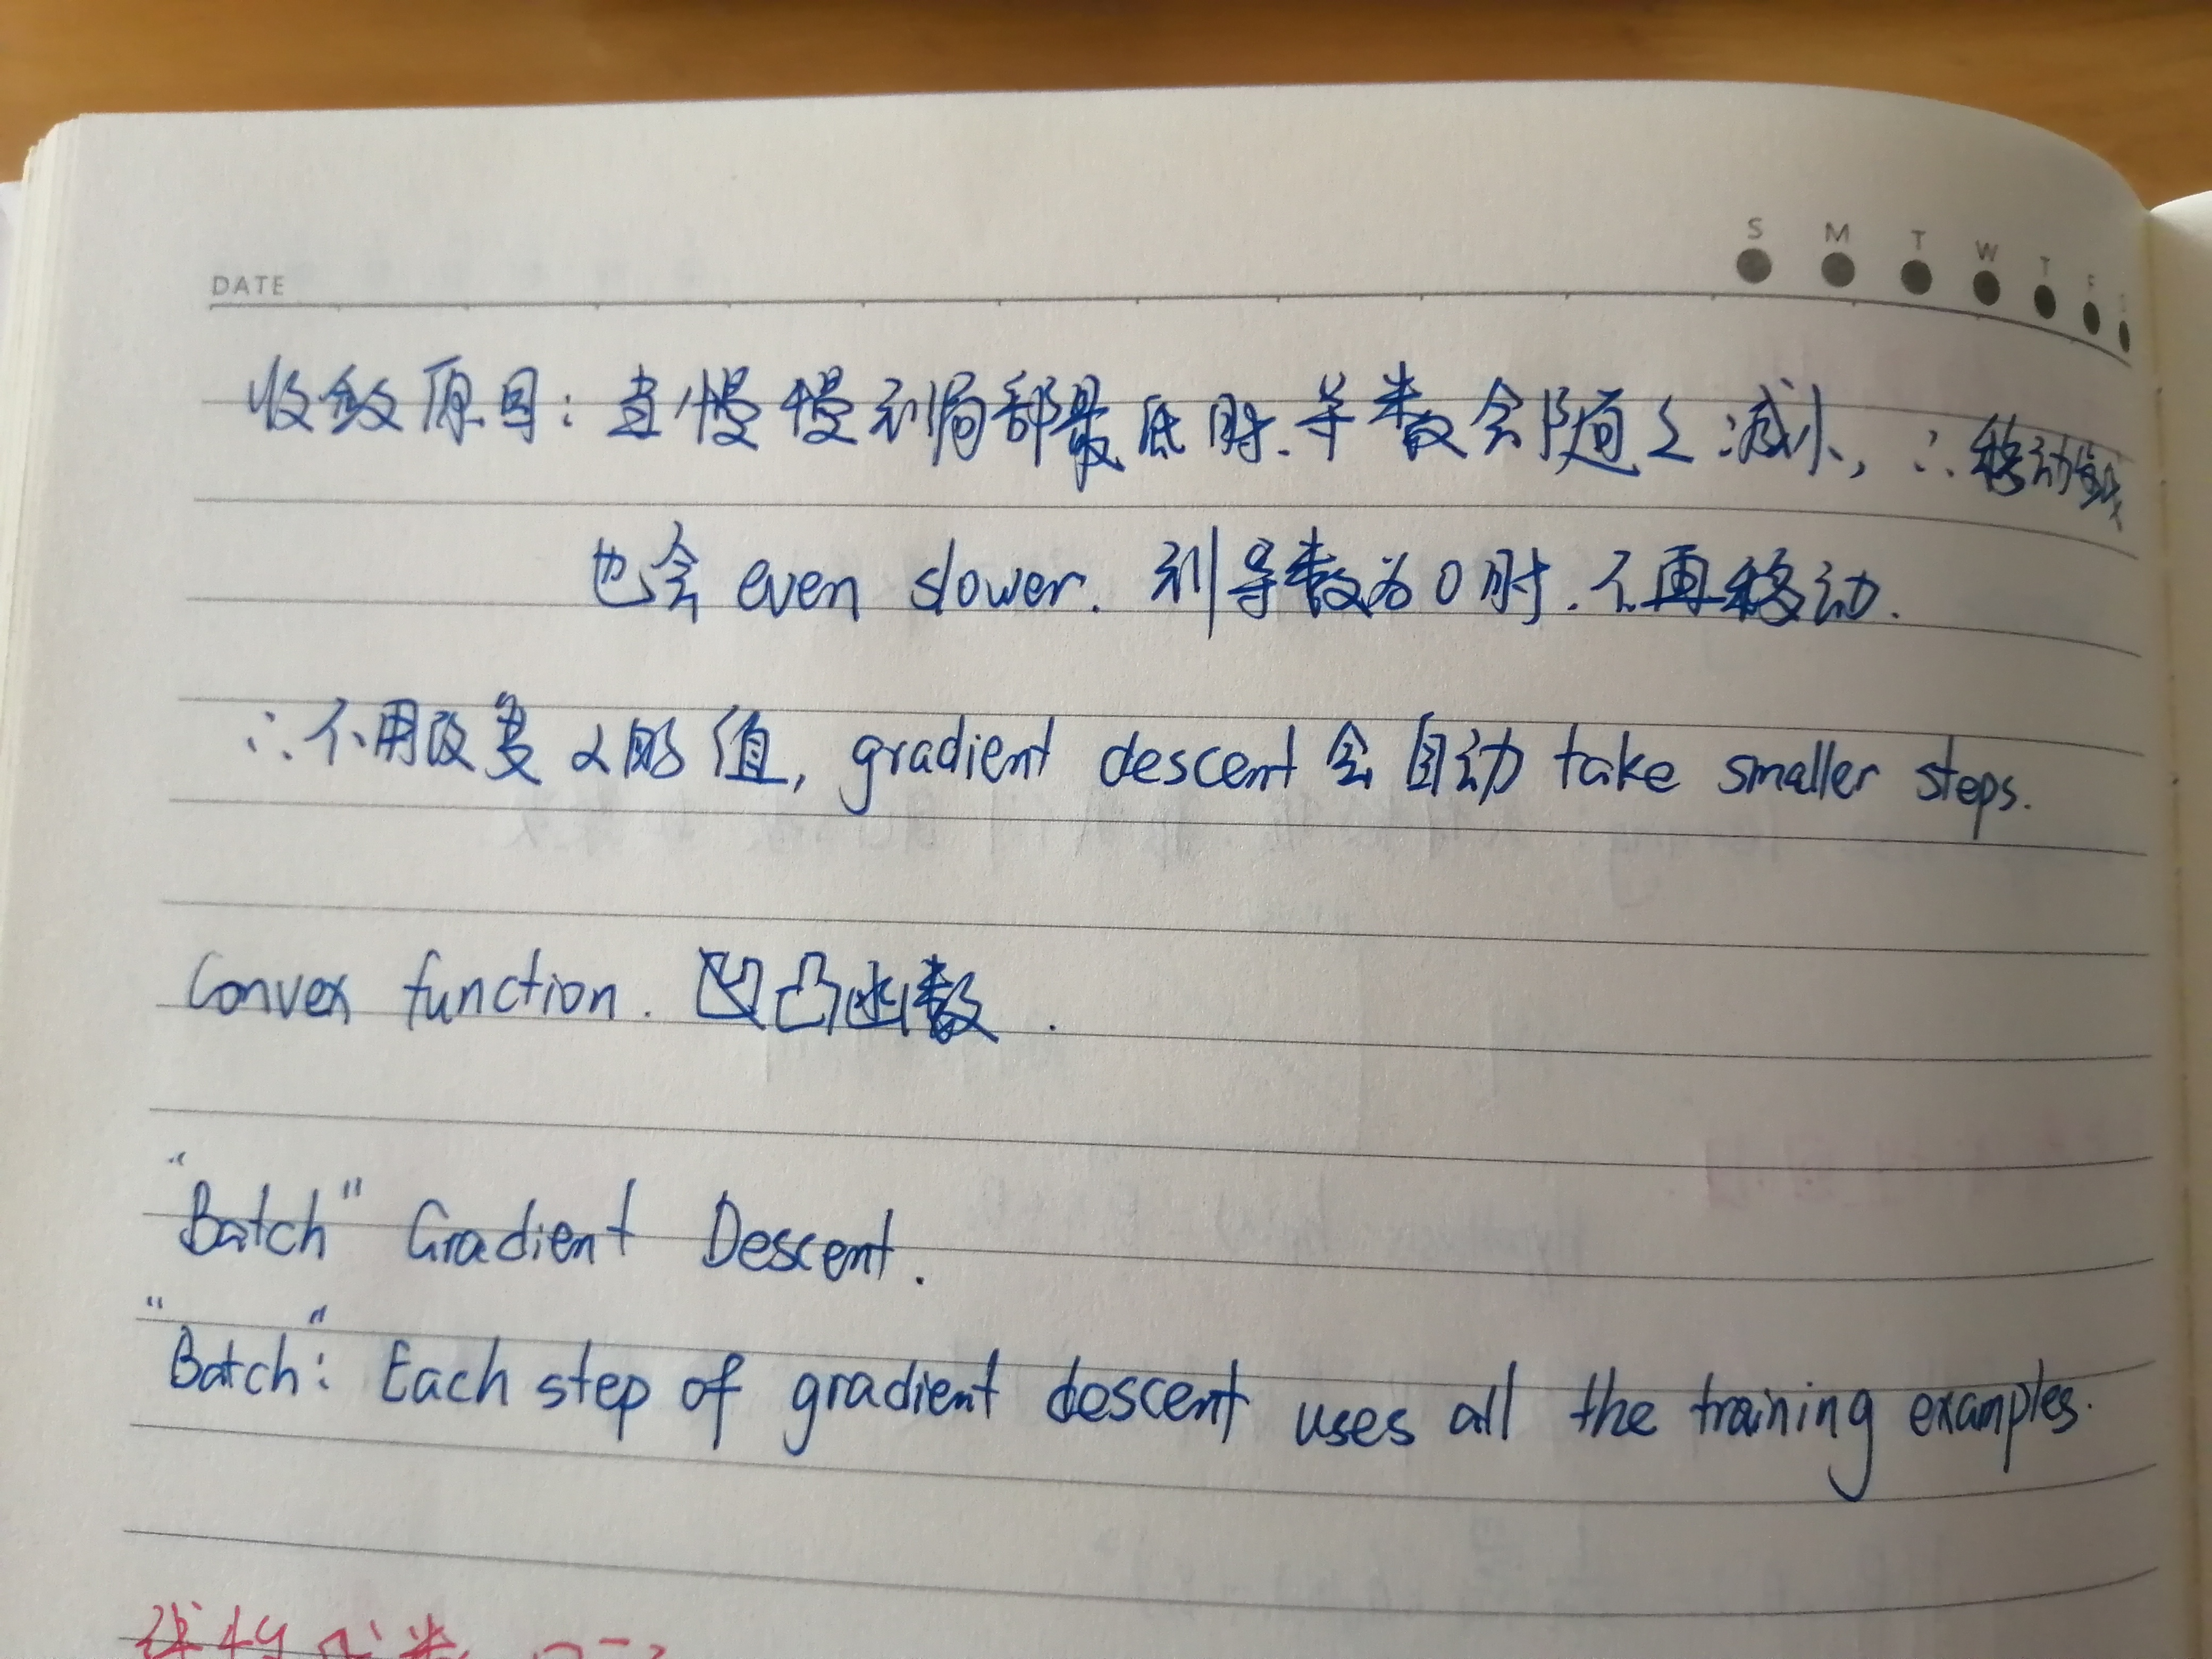 DATE
S M T W T F S
收敛原因：当慢慢到局部最低时.导数会随之减小, ∴移动
也会 even slower. 到导数为0时.不再移动.
∴不用改变α的值, gradient descent 会自动 take smaller steps.
Convex function. 凹凸函数.
"Batch" Gradient Descent.
"Batch": Each step of gradient descent uses all the training examples.